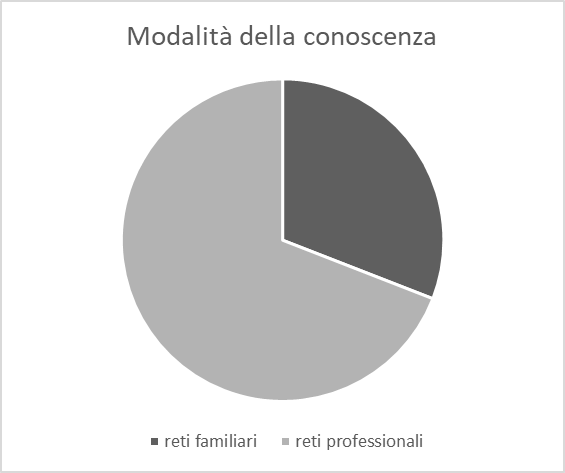 Modalità della conoscenza
reti familiari reti professionali